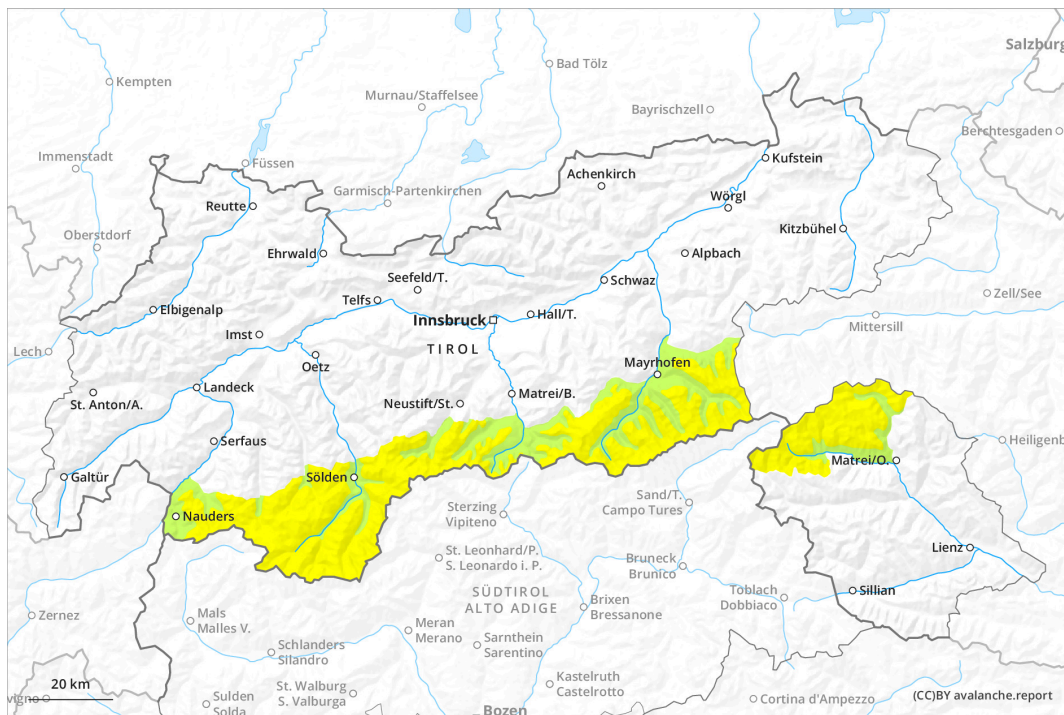 Salzburg
Kempten
Bad Tölz
Murnau/Staffelsee
Bayrischzell
Berchtesgaden
Immenstadt
Füssen
Kufstein
Achenkirch
Garmisch-Partenkirchen
Wörgl
Reutte
Oberstdorf
Kitzbühel
Ehrwald
Alpbach
Seefeld/T.
Schwaz
Telfs
Zell/See
Elbigenalp
Innsbruck
Hall/T.
Mittersill
Imst
Lech
TIROL
Oetz
Mayrhofen
Landeck
St. Anton/A.
Neustift/St.
Matrei/B.
Serfaus
Heiligenb
Matrei/O.
Galtür
Sölden
Sand/T.
Campo Tures
Sterzing
Vipiteno
Nauders
Lienz
St. Leonhard/P.
S. Leonardo i. P.
Bruneck
Brunico
SÜDTIROL
ALTO ADIGE
Toblach
Dobbiaco
Sillian
Brixen
Bressanone
Zernez
Mals
Malles V.
Meran
Merano
Sarnthein
Sarentino
Schlanders
Silandro
Kastelruth
Castelrotto
St. Walburg
S. Valburga
20 km
vigno
Sulden
Solda
Cortina d'Ampezzo
(CC)BY avalanche.report
Bozen